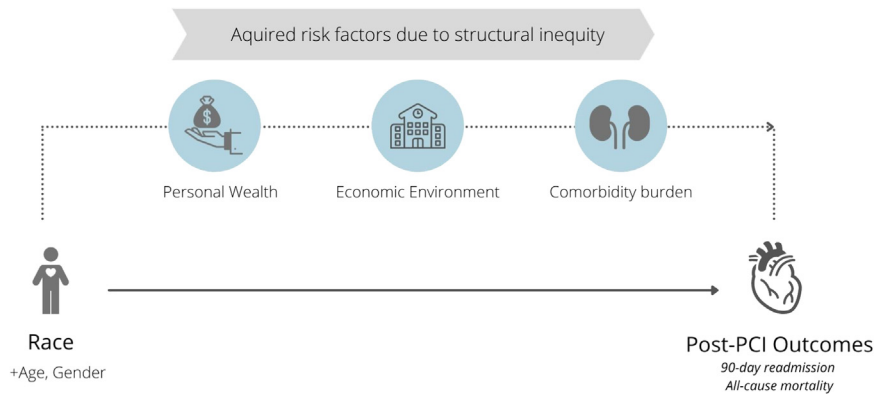 Aquired risk factors due to structural inequity
$
Personal Wealth
Economic Environment
Comorbidity burden
Race
+Age, Gender
Post-PCI Outcomes
90-day readmission
All-cause mortality